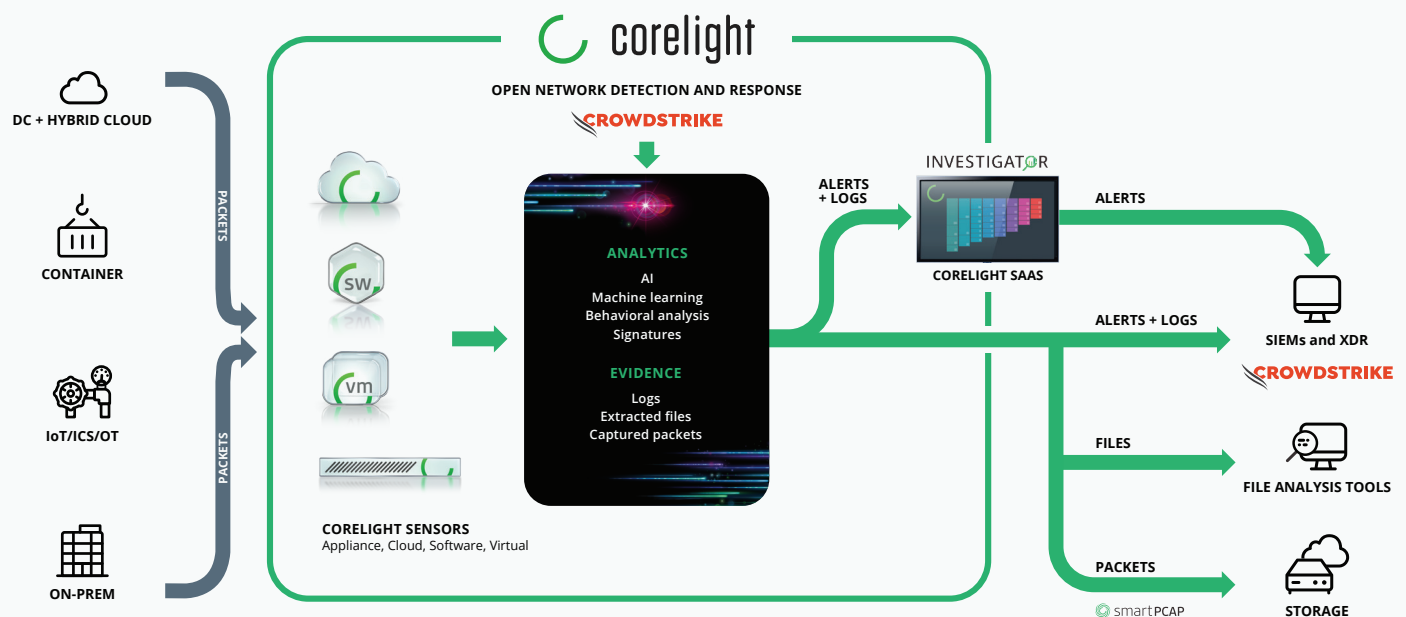 corelight
OPEN NETWORK DETECTION AND RESPONSE
CROWDSTRIKE
DC + HYBRID CLOUD
CONTAINER
IoT/ICS/OT
ON-PREM
PACKETS
PACKETS
sw
vm
CORELIGHT SENSORS
Appliance, Cloud, Software, Virtual
ANALYTICS
AI
Machine learning
Behavioral analysis
Signatures
EVIDENCE
Logs
Extracted files
Captured packets
ALERTS
+ LOGS
INVESTIGATOR
CORELIGHT SAAS
ALERTS
ALERTS + LOGS
SIEMs and XDR
CROWDSTRIKE
FILES
FILE ANALYSIS TOOLS
PACKETS
smartPCAP
STORAGE